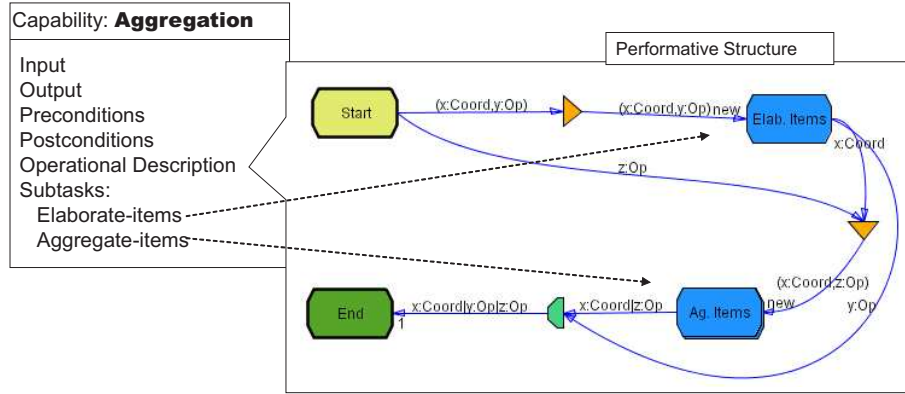 Capability: Aggregation
Input
Output
Preconditions
Postconditions
Operational Description
Subtasks:
Elaborate-items
Aggregate-items
Performative Structure
Start
(x:Coord,y:Op)
(x:Coord,y:Op)
new
Elab. Items
x:Coord
z:Op
(x:Coord,z:Op)
new
y:Op
End
1
x:Coord|y:Op|z:Op
x:Coord|z:Op
Ag. Items